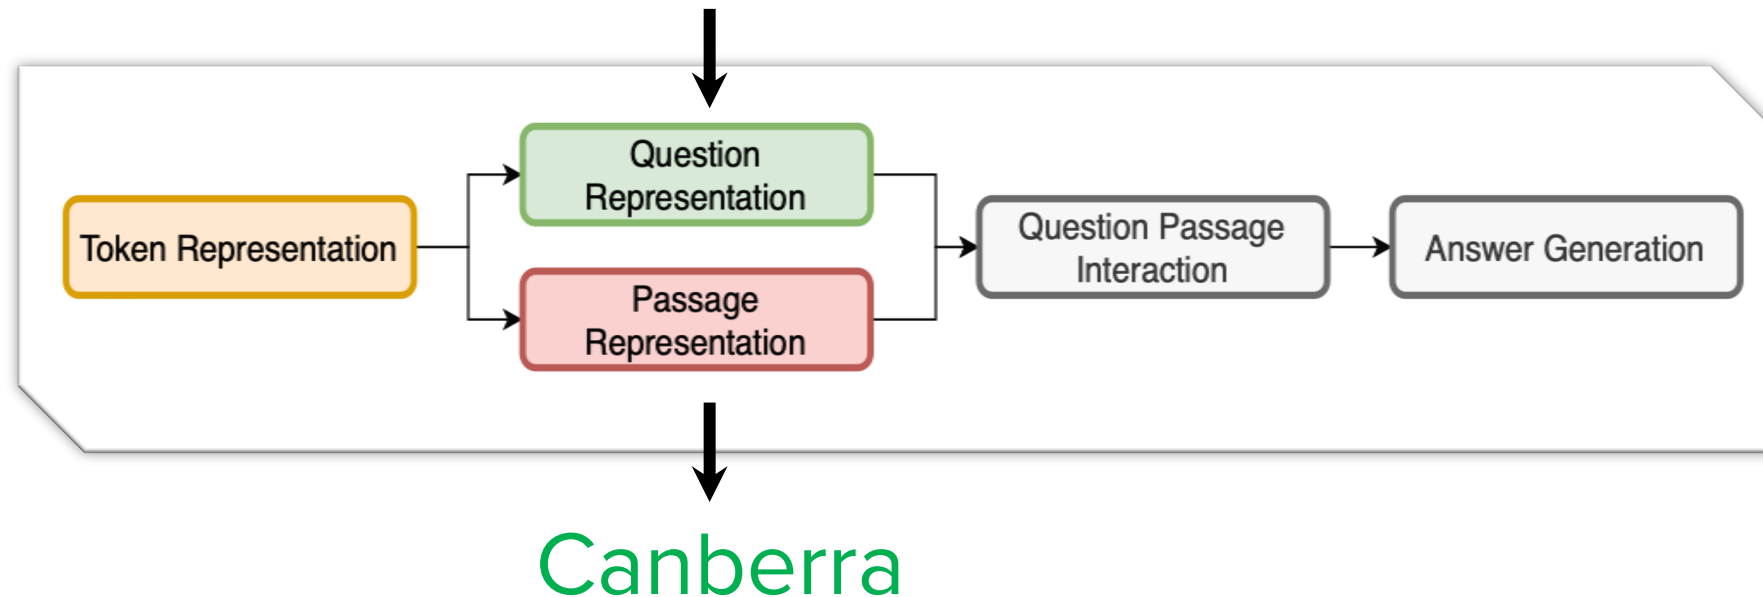 Token Representation
Question
Representation
Passage
Representation
Question Passage
Interaction
Answer Generation
Canberra